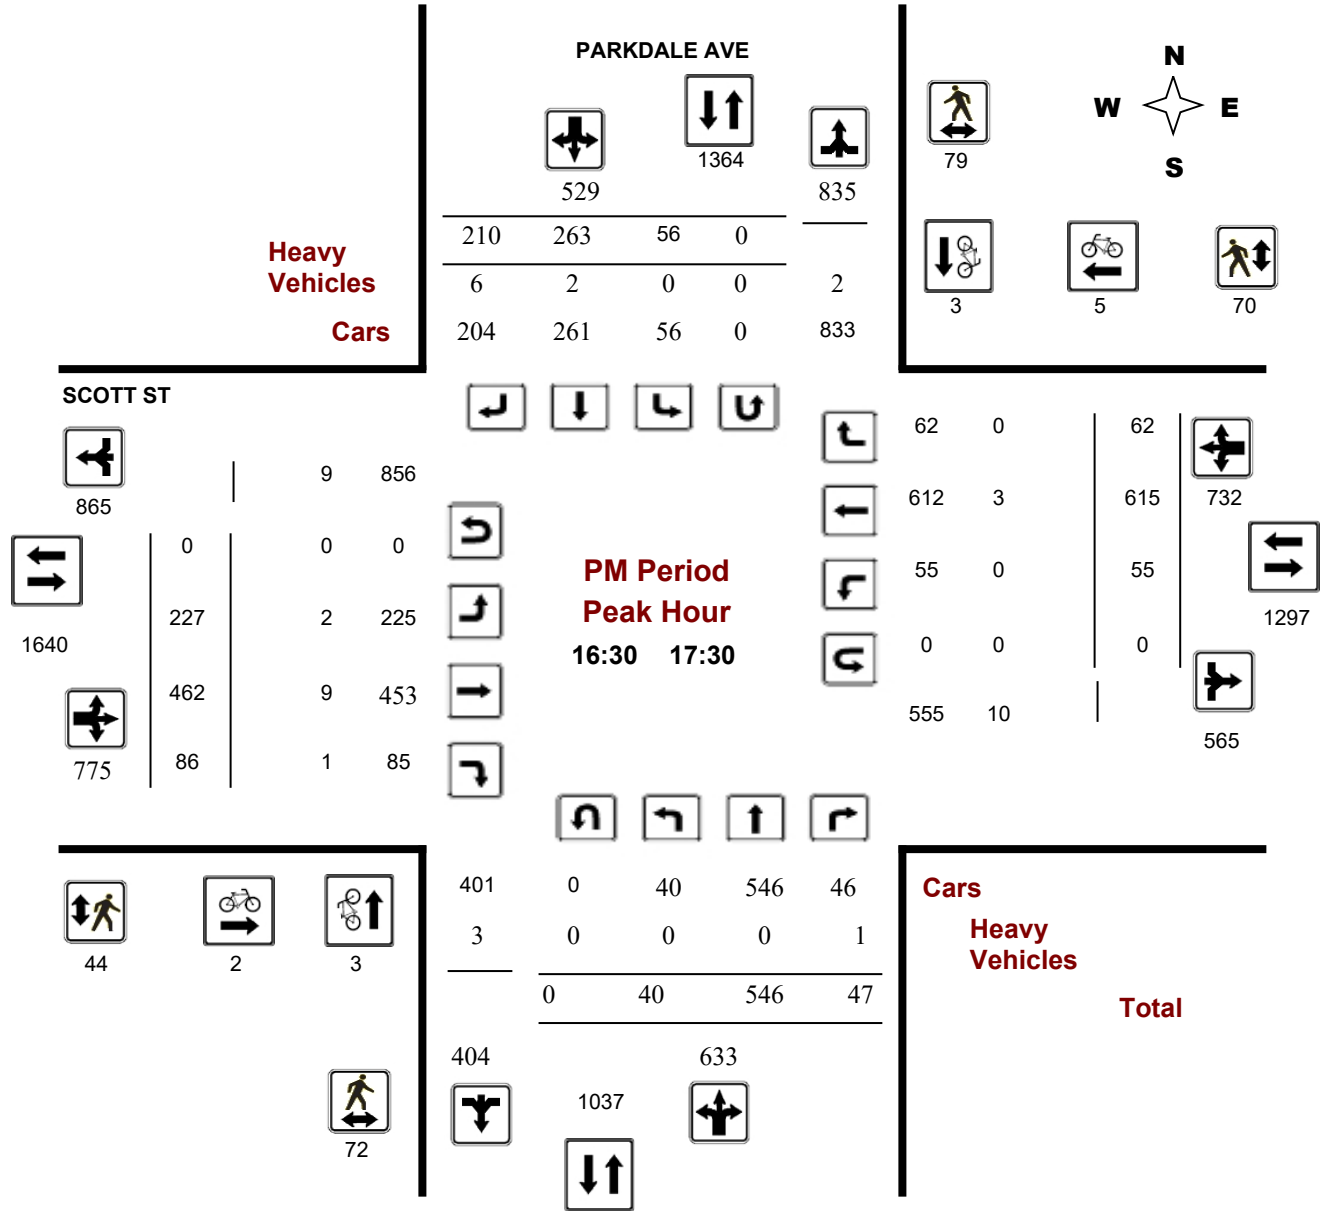 PARKDALE AVE
N
W E
S
1364
79
529 835
210 263 56 0
Heavy
Vehicles
6 2 0 0 2
3 5 70
Cars
204 261 56 0 833
SCOTT ST
62 0 62
9 856
865
612 3 615 732
0 0 0
PM Period
55 0 55
Peak Hour
227 2 225
1297
1640
16:30 17:30
0 0 0
462 9 453
555 10
565
775
86 1 85
401 0 40 546 46
Cars
3 0 0 0 1
Heavy
Vehicles
44 2 3
0 40 546 47
Total
404 633
1037
72